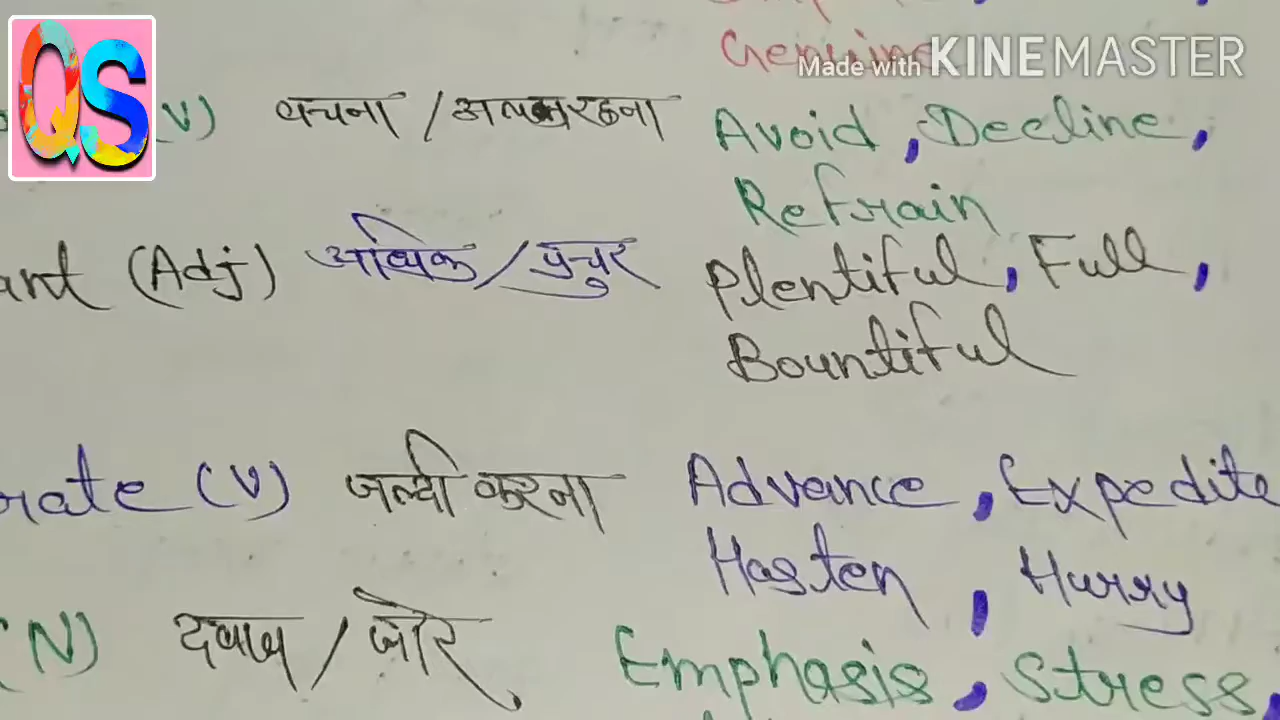 Genuine
Made with KINEMASTER
QS
(V) बचना / अलग रहना Avoid, Decline,
Refrain
ant (Adj) अधिक / प्रचुर Plentiful, Full,
Bountiful
rate (V) जल्दी करना Advance, Expedite
Hasten, Hurry
(N) दबाब / जोर Emphasis, Stress,